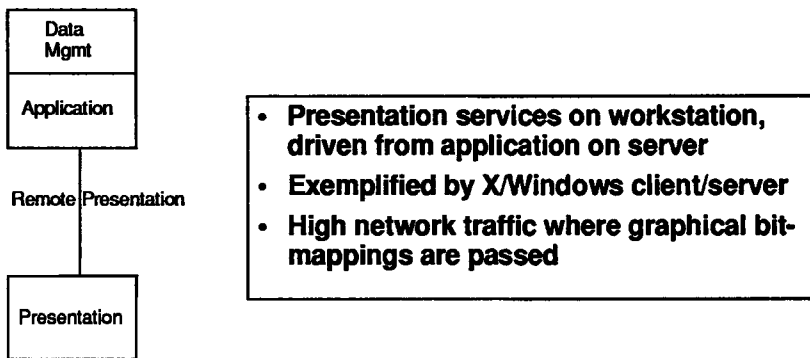 Data
Mgmt
Application
Remote Presentation
Presentation
• Presentation services on workstation,
driven from application on server
• Exemplified by X/Windows client/server
• High network traffic where graphical bit-
mappings are passed